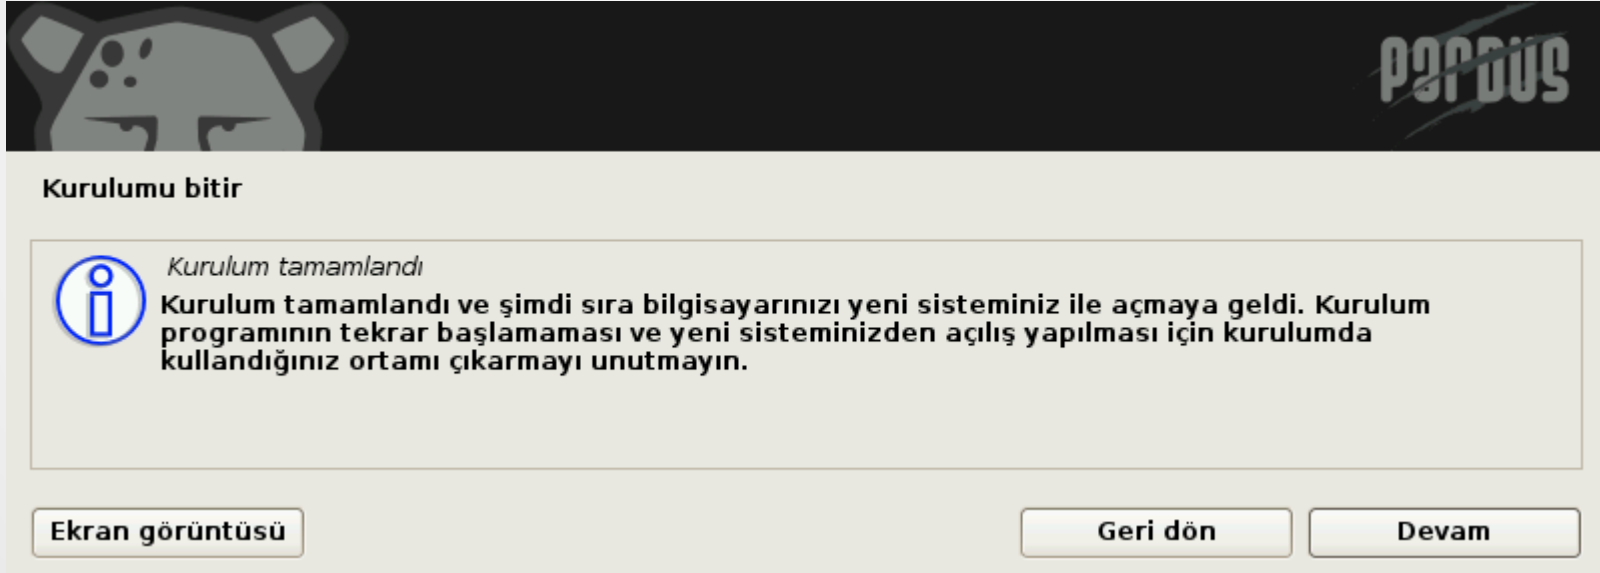 PARDUS
Kurulumu bitir
Kurulum tamamlandı
Kurulum tamamlandı ve şimdi sıra bilgisayarınızı yeni sisteminiz ile açmaya geldi. Kurulum
programının tekrar başlamaması ve yeni sisteminizden açılış yapılması için kurulumda
kullandığınız ortamı çıkarmayı unutmayın.
Ekran görüntüsü
Geri dön
Devam